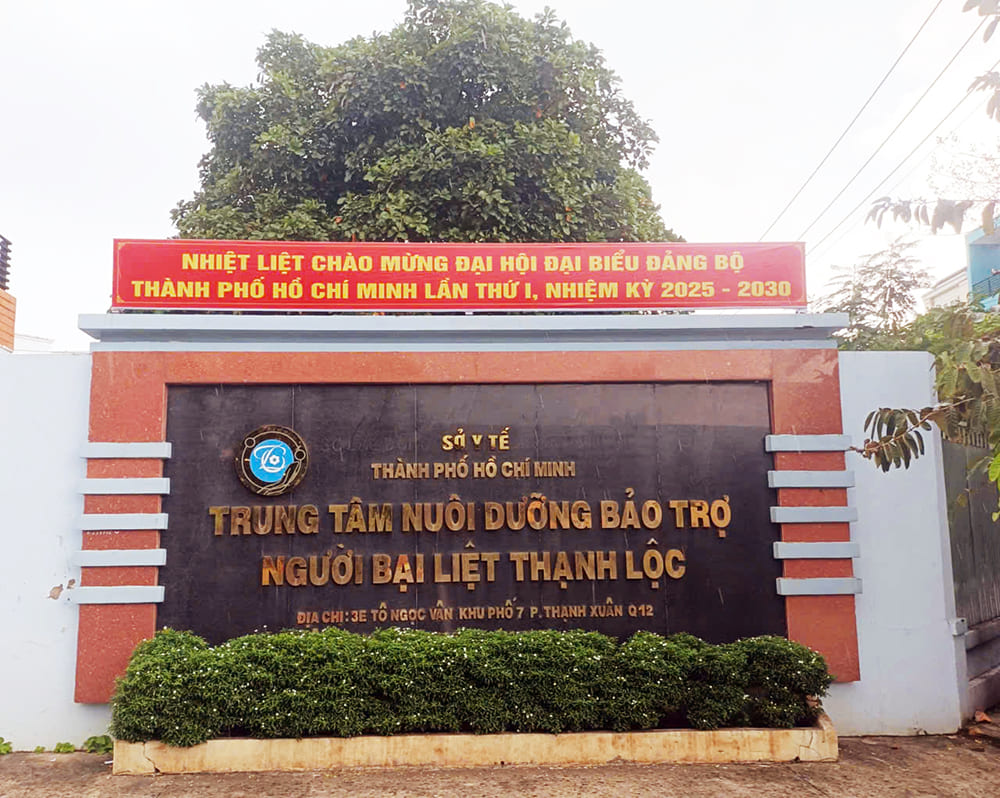 NHIỆT LIỆT CHÀO MỪNG ĐẠI HỘI ĐẠI BIỂU ĐẢNG BỘ
THÀNH PHỐ HỒ CHÍ MINH LẦN THỨ I, NHIỆM KỲ 2025 - 2030
SỞ Y TẾ
THÀNH PHỐ HỒ CHÍ MINH
TRUNG TÂM NUÔI DƯỠNG BẢO TRỢ
NGƯỜI BẠI LIỆT THẠNH LỘC
ĐỊA CHỈ: 3E TÔ NGỌC VÂN KHU PHỐ 7 P. THẠNH XUÂN Q12